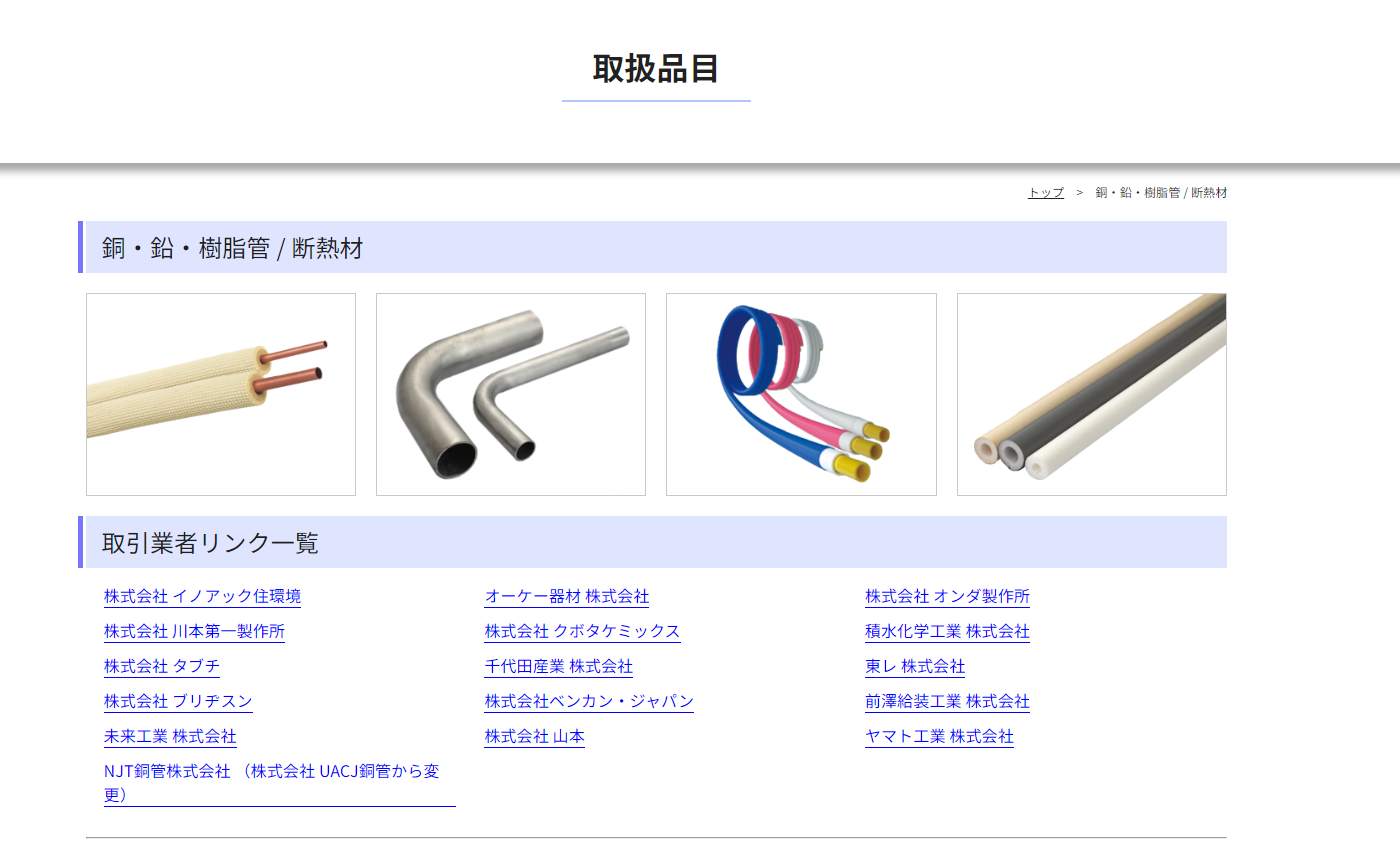 取扱品目
トップ > 銅・鉛・樹脂管 / 断熱材
銅・鉛・樹脂管 / 断熱材
取引業者リンク一覧
株式会社 イノアック住環境
オーケー器材 株式会社
株式会社 オンダ製作所
株式会社 川本第一製作所
株式会社 クボタケミックス
積水化学工業 株式会社
株式会社 タブチ
千代田産業 株式会社
東レ 株式会社
株式会社 ブリヂスン
株式会社ベンカン・ジャパン
前澤給装工業 株式会社
未来工業 株式会社
株式会社 山本
ヤマト工業 株式会社
NJT銅管株式会社 （株式会社 UACJ銅管から変
更）